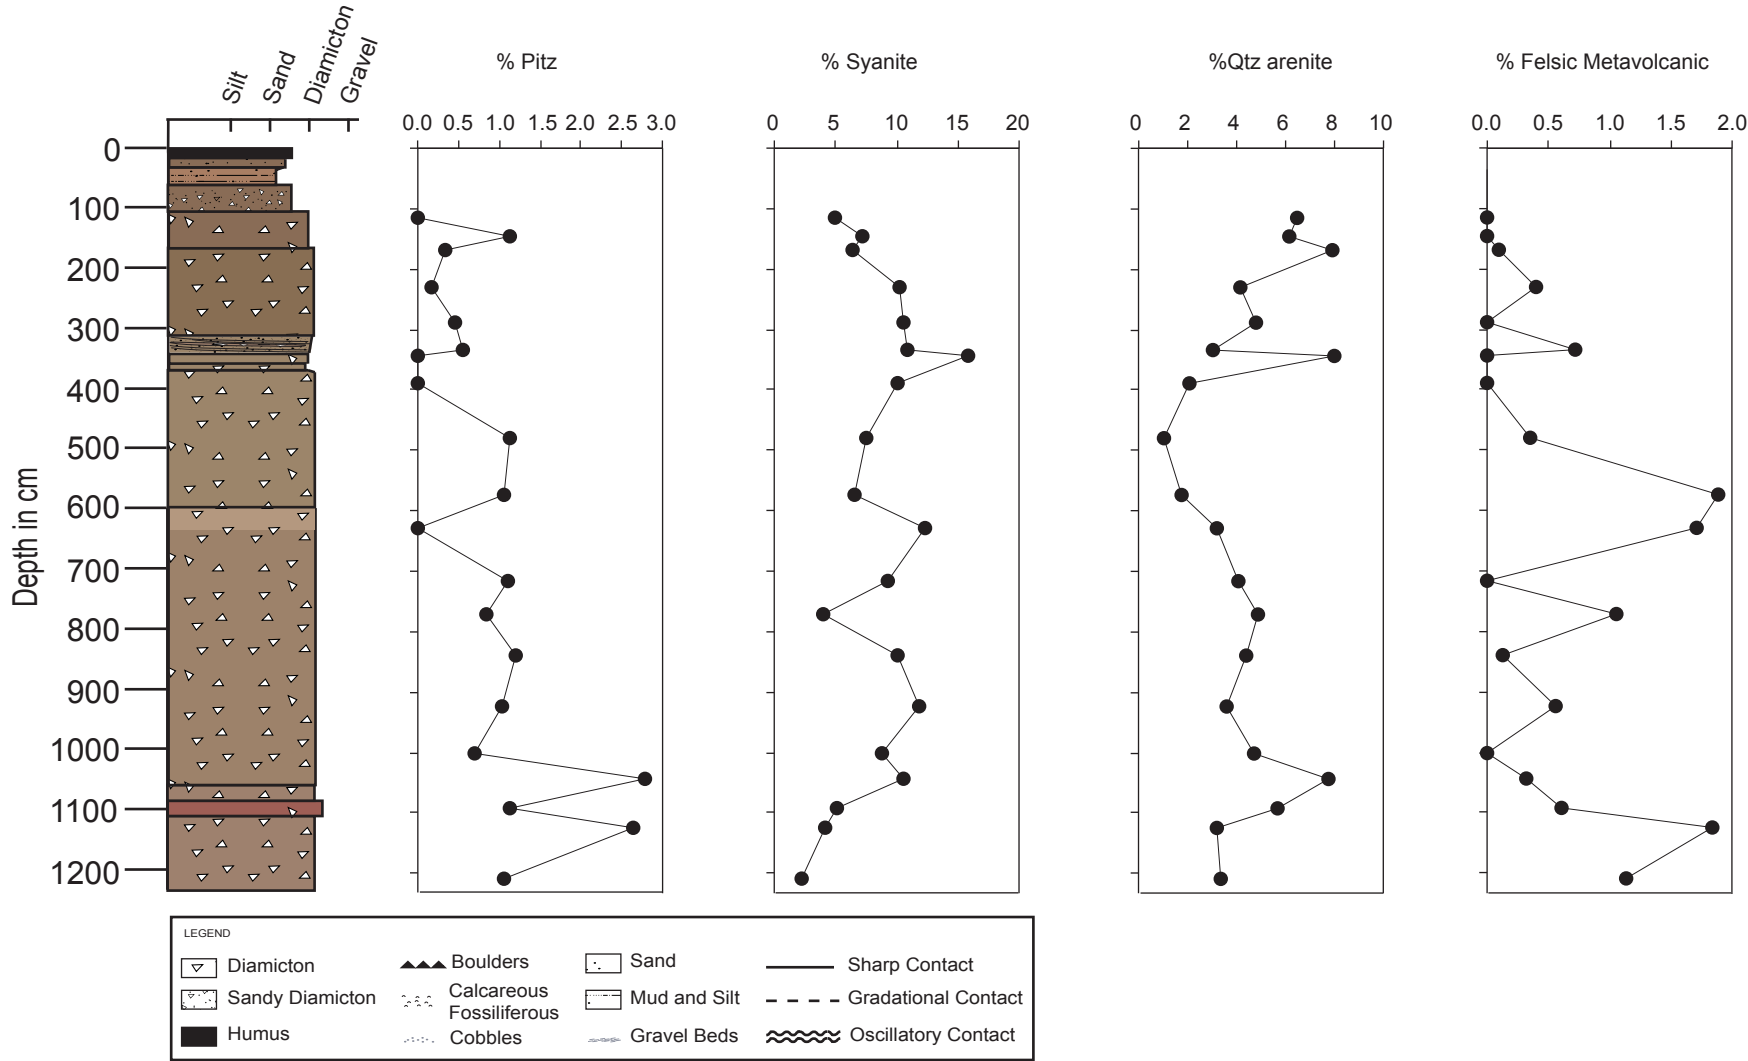 Silt Sand Diamicton Gravel
% Pitz % Syanite %Qtz arenite % Felsic Metavolcanic
0.0 0.5 1.0 1.5 2.0 2.5 3.0 0 5 10 15 20 0 2 4 6 8 10 0.0 0.5 1.0 1.5 2.0
Depth in cm
0
100
200
300
400
500
600
700
800
900
1000
1100
1200
LEGEND
Diamicton Boulders Sand Sharp Contact
Sandy Diamicton Calcareous Mud and Silt Gradational Contact
Fossiliferous
Humus Cobbles Gravel Beds Oscillatory Contact